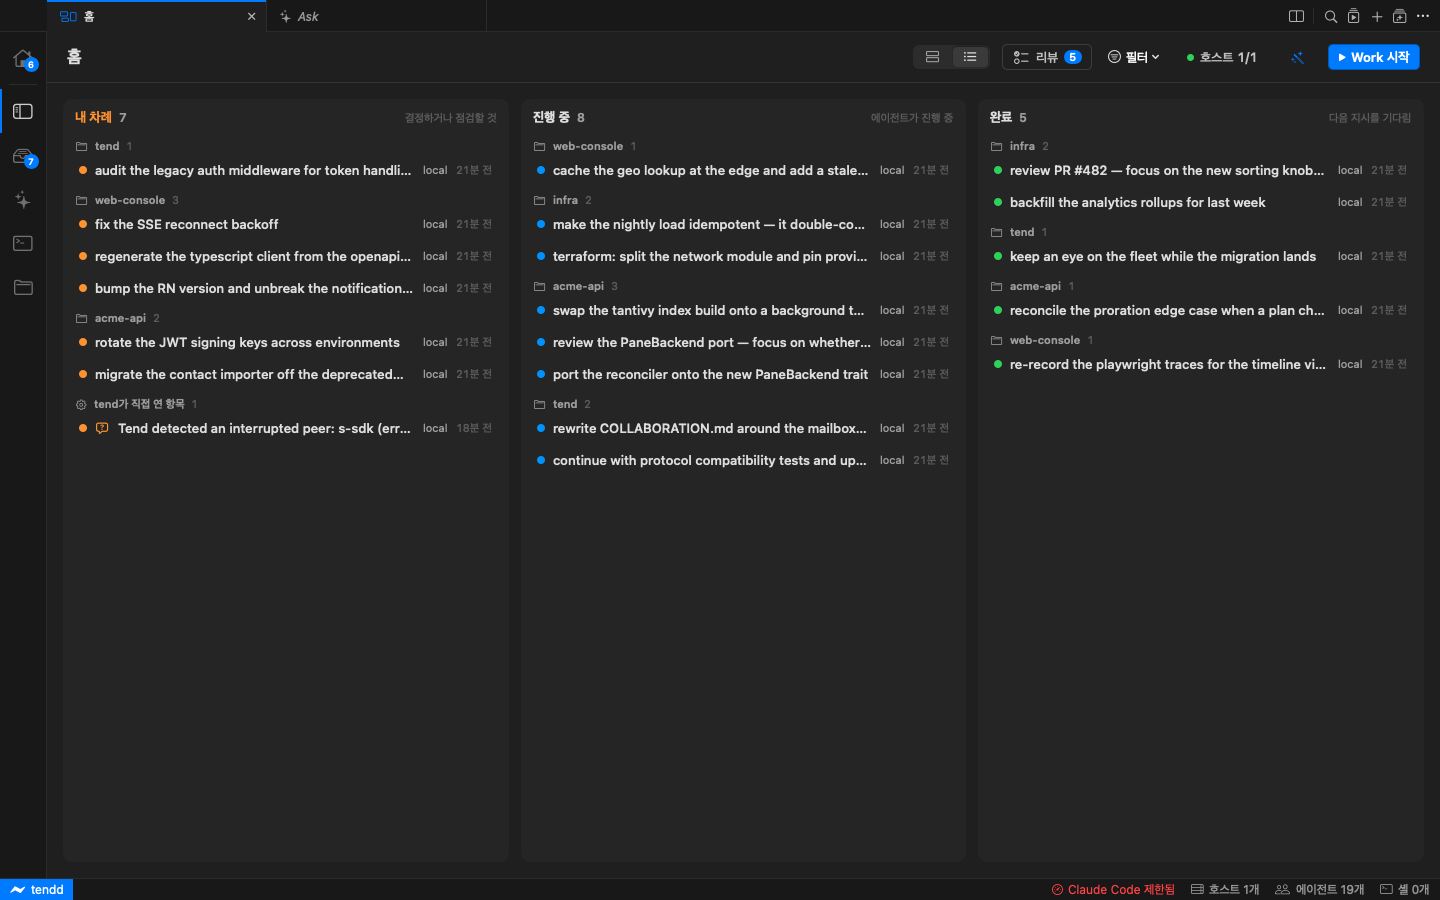 홈
Ask
6
홈
리뷰 5
필터
호스트 1/1
Work 시작
7
내 차례 7
결정하거나 점검할 것
tend 1
audit the legacy auth middleware for token handli... local 21분 전
web-console 3
fix the SSE reconnect backoff local 21분 전
regenerate the typescript client from the openapi... local 21분 전
bump the RN version and unbreak the notification... local 21분 전
acme-api 2
rotate the JWT signing keys across environments local 21분 전
migrate the contact importer off the deprecated... local 21분 전
tend가 직접 연 항목 1
Tend detected an interrupted peer: s-sdk (err... local 18분 전
진행 중 8
에이전트가 진행 중
web-console 1
cache the geo lookup at the edge and add a stale... local 21분 전
infra 2
make the nightly load idempotent — it double-co... local 21분 전
terraform: split the network module and pin provi... local 21분 전
acme-api 3
swap the tantivy index build onto a background t... local 21분 전
review the PaneBackend port — focus on whether... local 21분 전
port the reconciler onto the new PaneBackend trait local 21분 전
tend 2
rewrite COLLABORATION.md around the mailbox... local 21분 전
continue with protocol compatibility tests and up... local 21분 전
완료 5
다음 지시를 기다림
infra 2
review PR #482 — focus on the new sorting knob... local 21분 전
backfill the analytics rollups for last week local 21분 전
tend 1
keep an eye on the fleet while the migration lands local 21분 전
acme-api 1
reconcile the proration edge case when a plan ch... local 21분 전
web-console 1
re-record the playwright traces for the timeline vi... local 21분 전
tendd
Claude Code 제한됨
호스트 1개
에이전트 19개
셸 0개